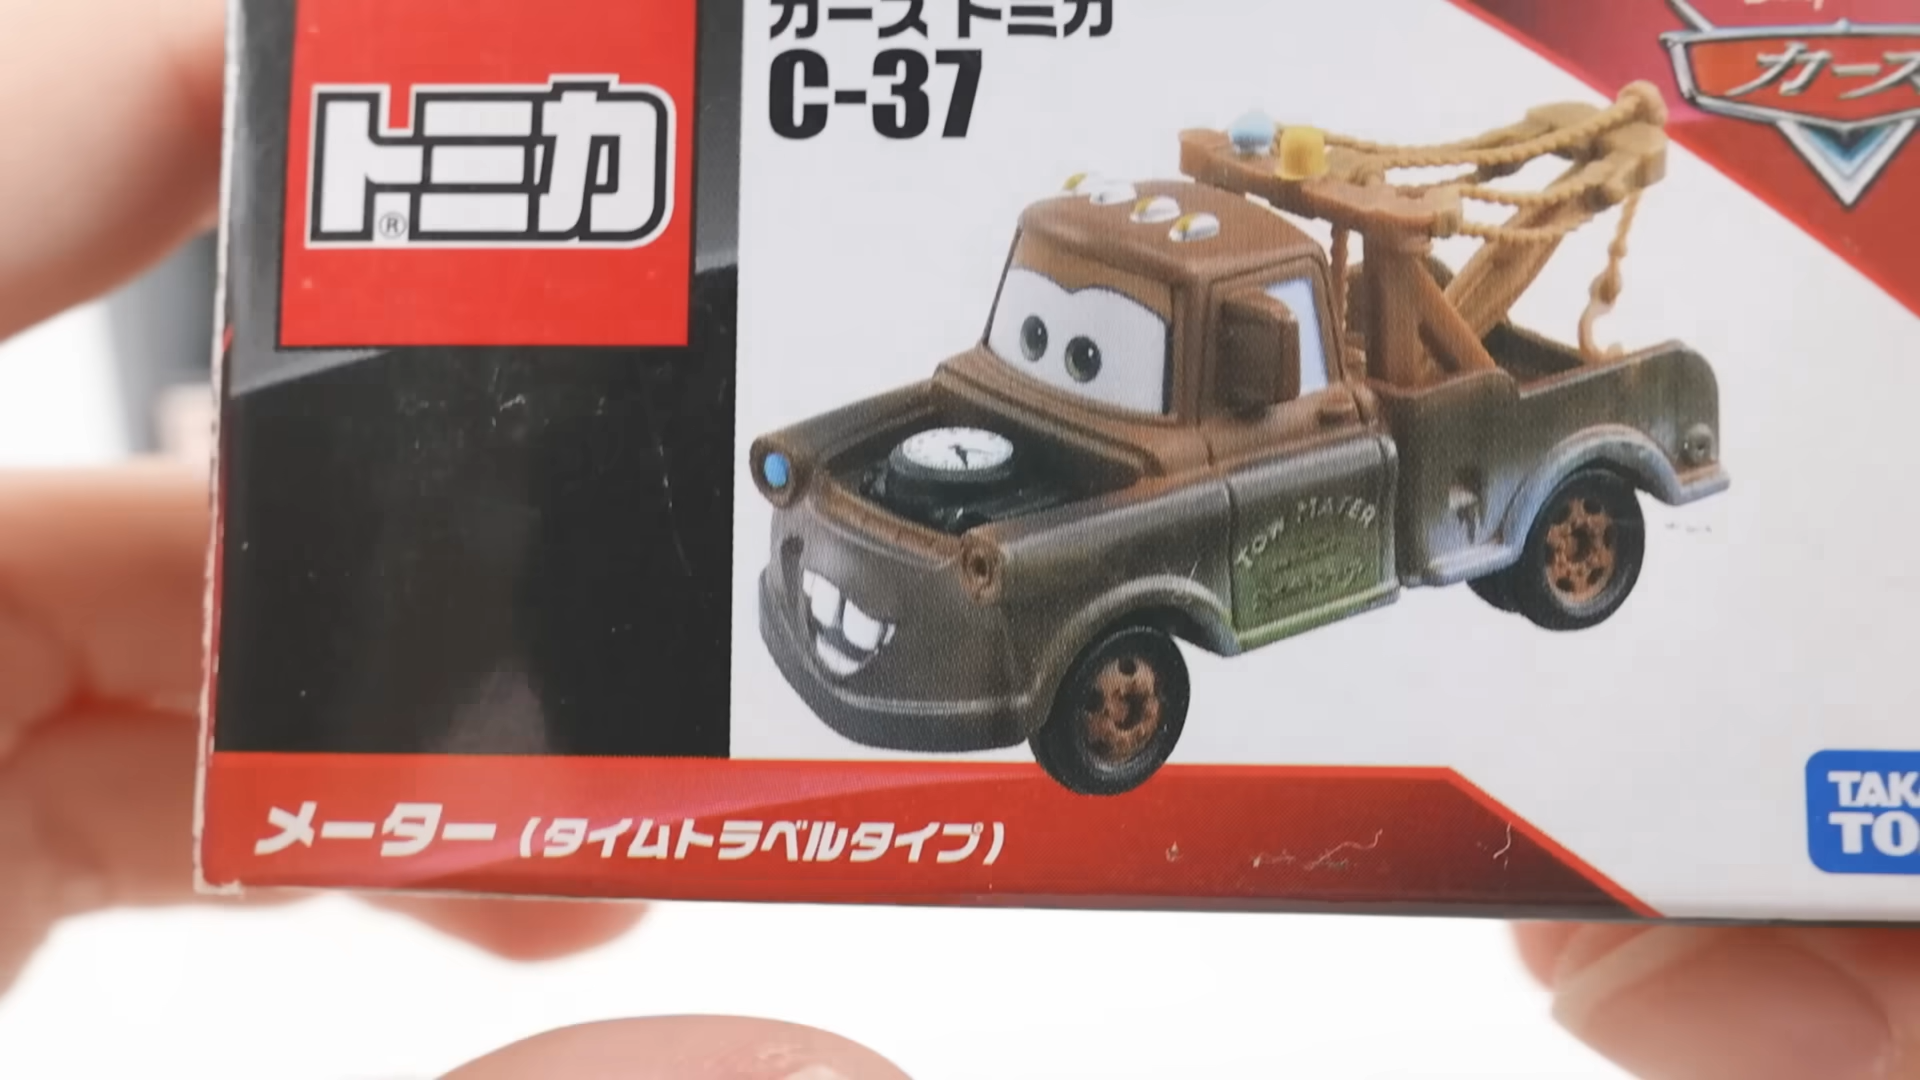 カーズ トミカ
C-37
カーズ
トミカ
®
TOW MATER
メーター (タイムトラベルタイプ)
TAK
TO